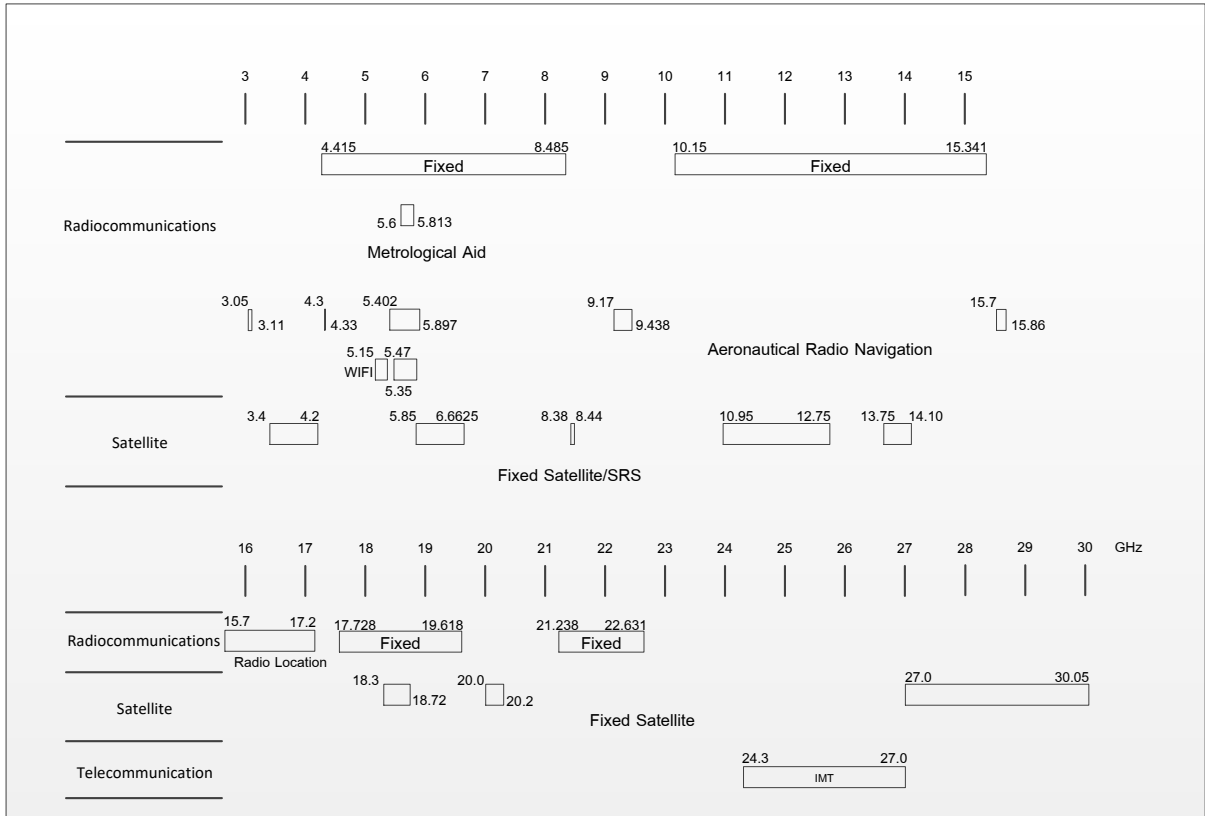 3 4 5 6 7 8 9 10 11 12 13 14 15
4.415 8.485 10.15 15.341
Fixed Fixed
Radiocommunications
5.6 5.813
Metrological Aid
3.05 4.3 5.402 9.17 15.7
3.11 4.33 5.897 9.438 15.86
Aeronautical Radio Navigation
5.15 5.47
WIFI
5.35
3.4 4.2 5.85 6.6625 8.38 8.44 10.95 12.75 13.75 14.10
Satellite
Fixed Satellite/SRS
16 17 18 19 20 21 22 23 24 25 26 27 28 29 30 GHz
15.7 17.2 17.728 19.618 21.238 22.631
Radiocommunications Fixed Fixed
Radio Location
18.3 20.0 27.0 30.05
18.72 20.2
Satellite
Fixed Satellite
24.3 27.0
Telecommunication IMT